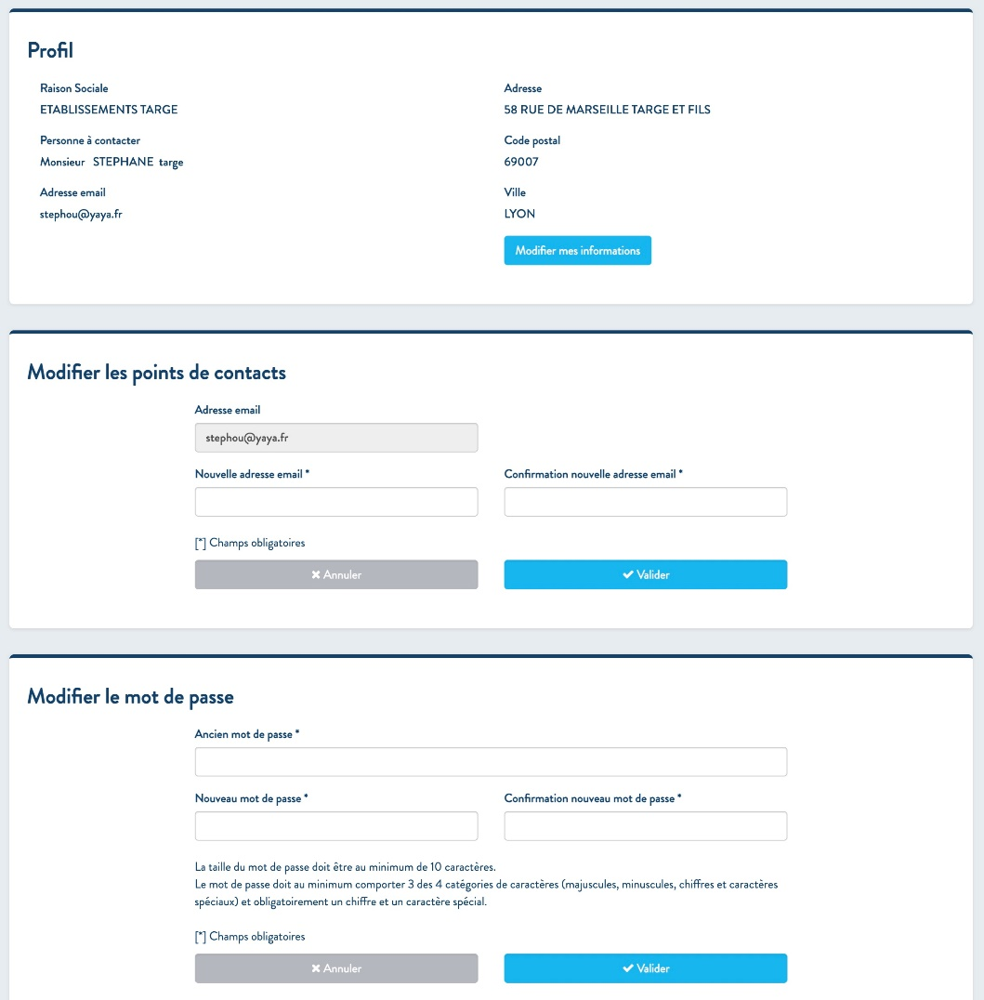 Profil
Raison Sociale
ETABLISSEMENTS TARGE
Personne à contacter
Monsieur STEPHANE targe
Adresse email
stephou@yaya.fr
Adresse
58 RUE DE MARSEILLE TARGE ET FILS
Code postal
69007
Ville
LYON
Modifier mes informations
Modifier les points de contacts
Adresse email
stephou@yaya.fr
Nouvelle adresse email *
Confirmation nouvelle adresse email *
[*] Champs obligatoires
✖ Annuler
✔ Valider
Modifier le mot de passe
Ancien mot de passe *
Nouveau mot de passe *
Confirmation nouveau mot de passe *
La taille du mot de passe doit être au minimum de 10 caractères.
Le mot de passe doit au minimum comporter 3 des 4 catégories de caractères (majuscules, minuscules, chiffres et caractères
spéciaux) et obligatoirement un chiffre et un caractère spécial.
[*] Champs obligatoires
✖ Annuler
✔ Valider